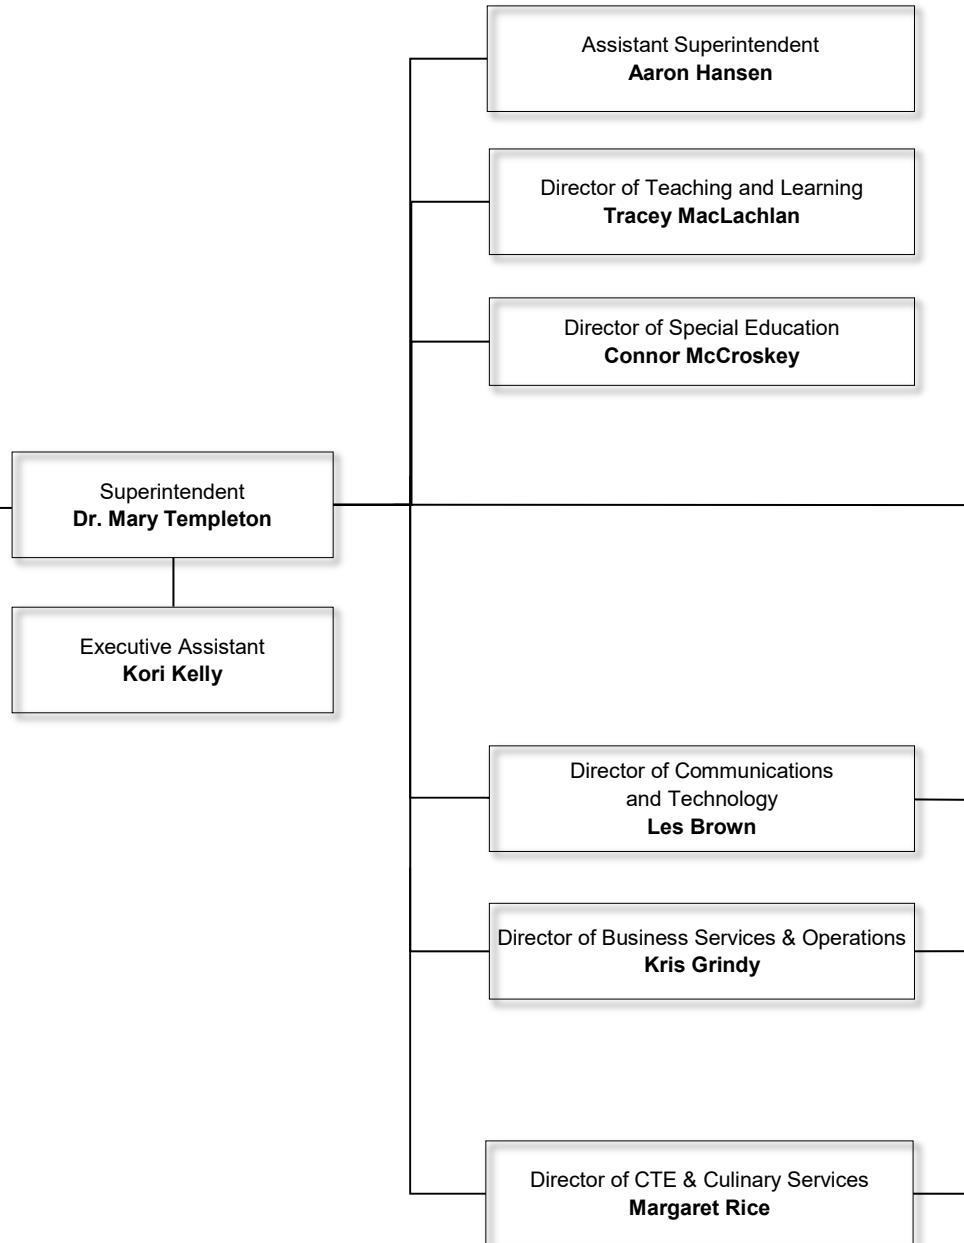 Assistant Superintendent
Aaron Hansen
Director of Teaching and Learning
Tracey MacLachlan
Director of Special Education
Connor McCroskey
Superintendent
Dr. Mary Templeton
Executive Assistant
Kori Kelly
Director of Communications
and Technology
Les Brown
Director of Business Services & Operations
Kris Grindy
Director of CTE & Culinary Services
Margaret Rice